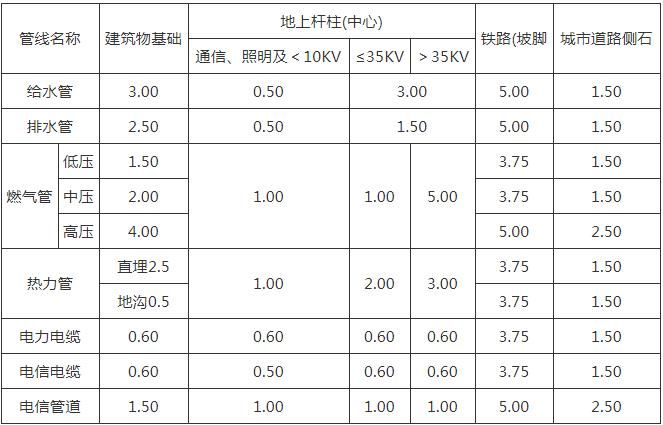 管线名称 建筑物基础 地上杆柱(中心) 铁路(坡脚 城市道路侧石
通信、照明及＜10KV ≤35KV ＞35KV
给水管 3.00 0.50 3.00 5.00 1.50
排水管 2.50 0.50 1.50 5.00 1.50
燃气管 低压 1.50 1.00 1.00 5.00 3.75 1.50
中压 2.00 3.75 1.50
高压 4.00 5.00 2.50
热力管 直埋2.5 1.00 2.00 3.00 3.75 1.50
地沟0.5 3.75 1.50
电力电缆 0.60 0.60 0.60 0.60 3.75 1.50
电信电缆 0.60 0.50 0.60 0.60 3.75 1.50
电信管道 1.50 1.00 1.00 1.00 5.00 2.50